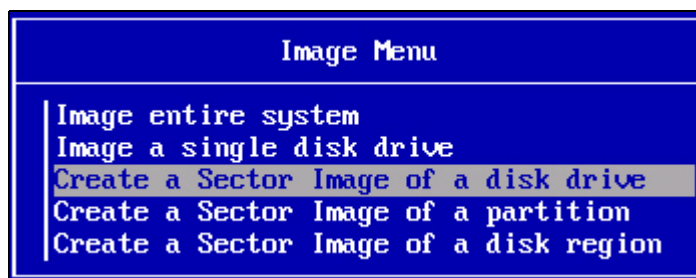 Image Menu
Image entire system
Image a single disk drive
Create a Sector Image of a disk drive
Create a Sector Image of a partition
Create a Sector Image of a disk region